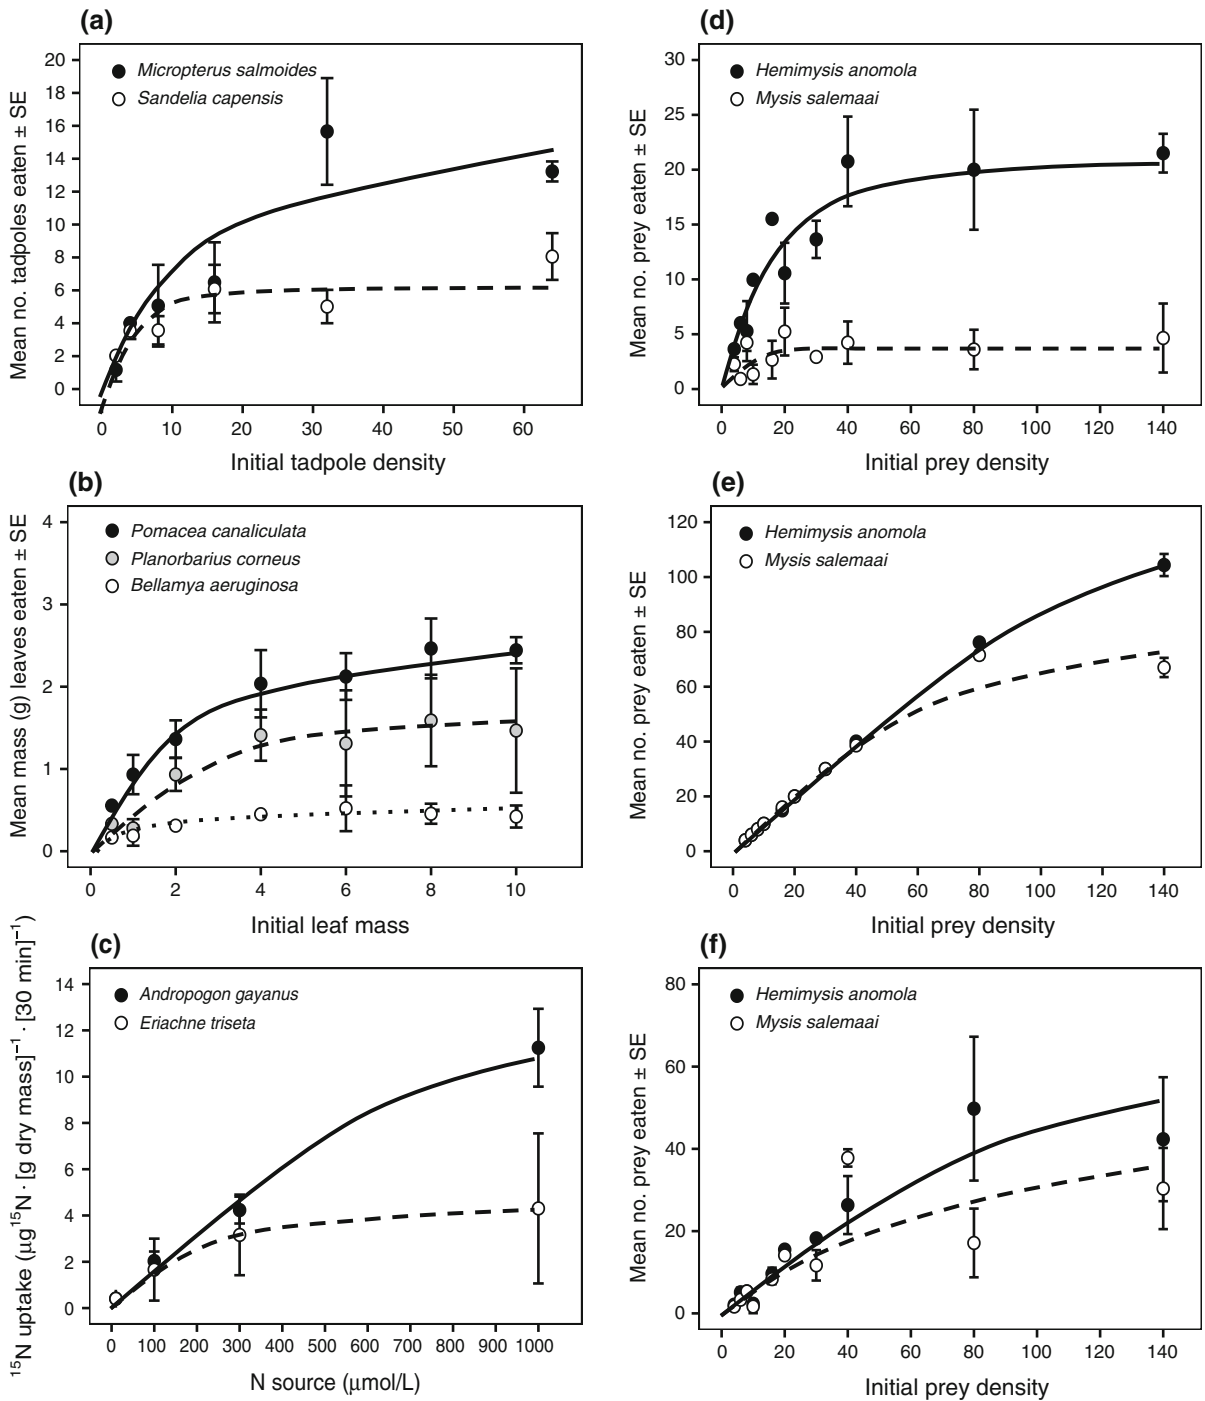 (a)
Mean no. tadpoles eaten ± SE
20
18
16
14
12
10
8
6
4
2
0
Micropterus salmoides
Sandelia capensis
0 10 20 30 40 50 60
Initial tadpole density
(d)
Mean no. prey eaten ± SE
30
25
20
15
10
5
0
Hemimysis anomola
Mysis salemaai
0 20 40 60 80 100 120 140
Initial prey density
(b)
Mean mass (g) leaves eaten ± SE
4
3
2
1
0
Pomacea canaliculata
Planorbarius corneus
Bellamya aeruginosa
0 2 4 6 8 10
Initial leaf mass
(e)
Mean no. prey eaten ± SE
120
100
80
60
40
20
0
Hemimysis anomola
Mysis salemaai
0 20 40 60 80 100 120 140
Initial prey density
(c)
¹⁵N uptake (μg¹⁵N · [g dry mass]⁻¹ · [30 min]⁻¹
14
12
10
8
6
4
2
0
Andropogon gayanus
Eriachne triseta
0 100 200 300 400 500 600 700 800 900 1000
N source (μmol/L)
(f)
Mean no. prey eaten ± SE
80
60
40
20
0
Hemimysis anomola
Mysis salemaai
0 20 40 60 80 100 120 140
Initial prey density